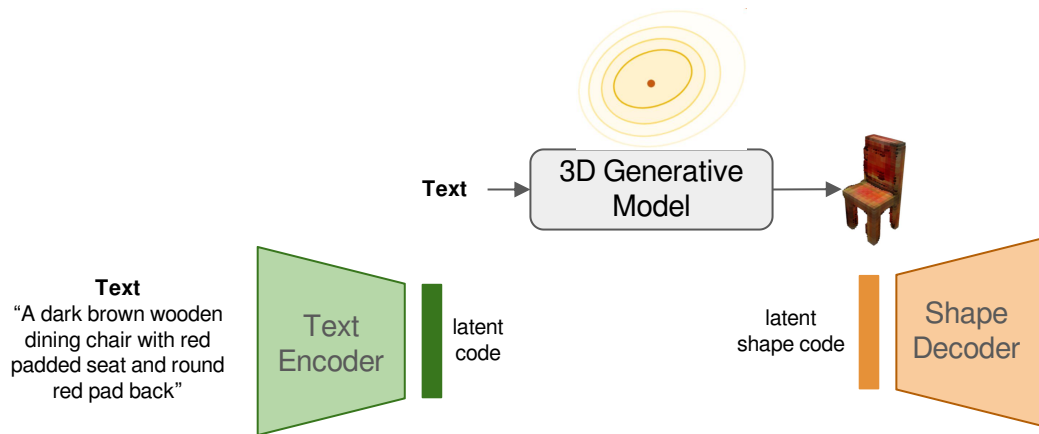 Text
3D Generative
Model
Text
“A dark brown wooden
dining chair with red
padded seat and round
red pad back”
Text
Encoder
latent
code
latent
shape code
Shape
Decoder